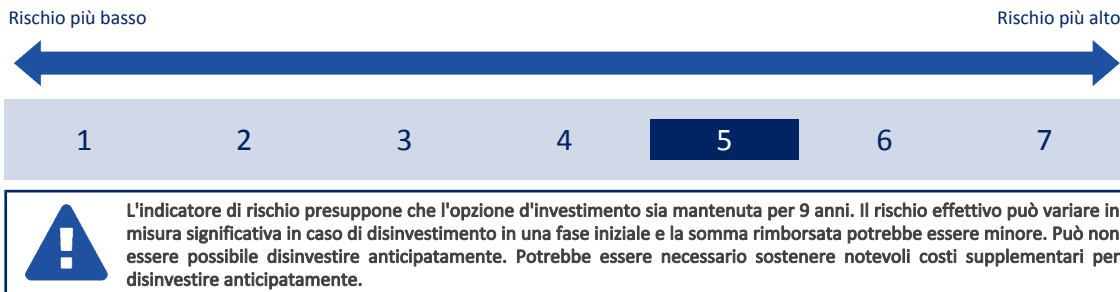 Rischio più basso Rischio più alto
1 2 3 4 5 6 7
L'indicatore di rischio presuppone che l'opzione d'investimento sia mantenuta per 9 anni. Il rischio effettivo può variare in
misura significativa in caso di disinvestimento in una fase iniziale e la somma rimborsata potrebbe essere minore. Può non
essere possibile disinvestire anticipatamente. Potrebbe essere necessario sostenere notevoli costi supplementari per
disinvestire anticipatamente.